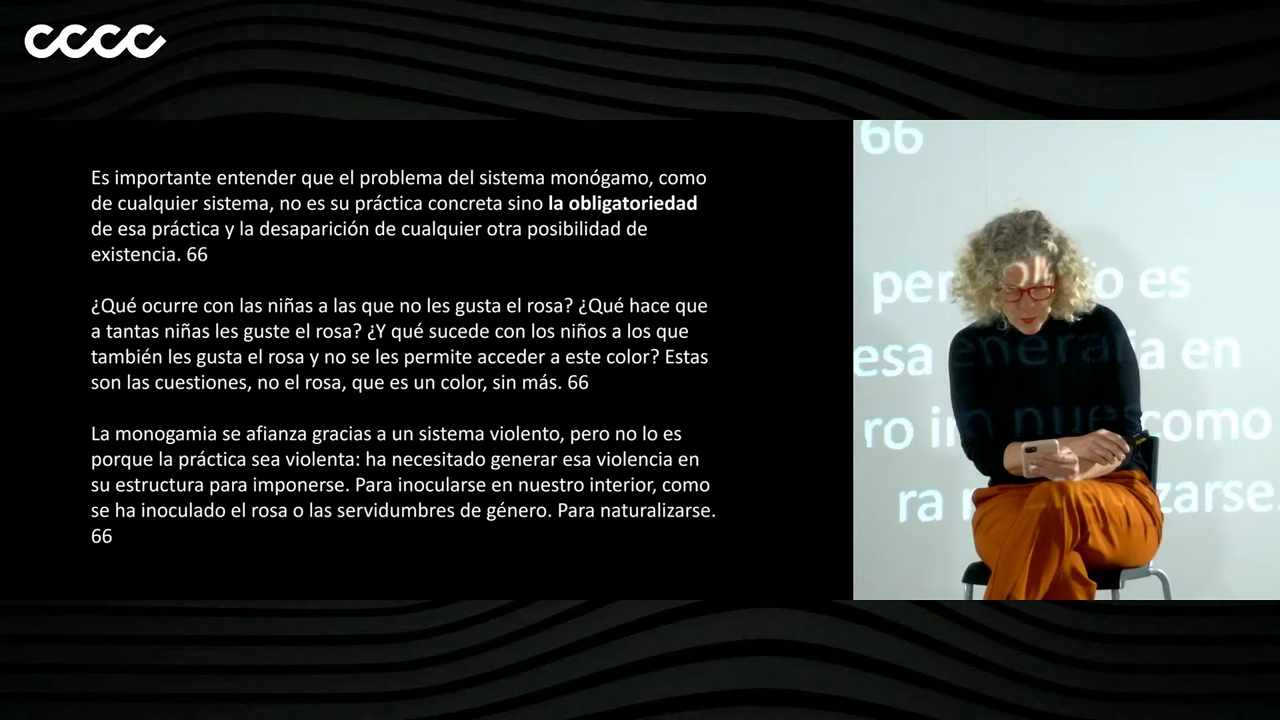 cccc
Es importante entender que el problema del sistema monógamo, como
de cualquier sistema, no es su práctica concreta sino la obligatoriedad
de esa práctica y la desaparición de cualquier otra posibilidad de
existencia. 66
¿Qué ocurre con las niñas a las que no les gusta el rosa? ¿Qué hace que
a tantas niñas les guste el rosa? ¿Y qué sucede con los niños a los que
también les gusta el rosa y no se les permite acceder a este color? Estas
son las cuestiones, no el rosa, que es un color, sin más. 66
La monogamia se afianza gracias a un sistema violento, pero no lo es
porque la práctica sea violenta: ha necesitado generar esa violencia en
su estructura para imponerse. Para inocularse en nuestro interior, como
se ha inoculado el rosa o las servidumbres de género. Para naturalizarse.
66
66
es
esa en
como
zarse.